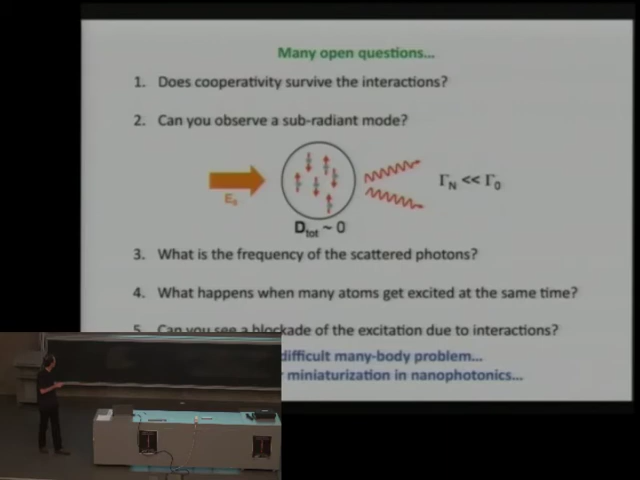 Many open questions...
1. Does cooperativity survive the interactions?
2. Can you observe a sub-radiant mode?
Γ_N << Γ_0
D_tot ~ 0
3. What is the frequency of the scattered photons?
4. What happens when many atoms get excited at the same time?
5. Can you see a blockade of the excitation due to interactions?
difficult many-body problem...
miniaturization in nanophotonics...